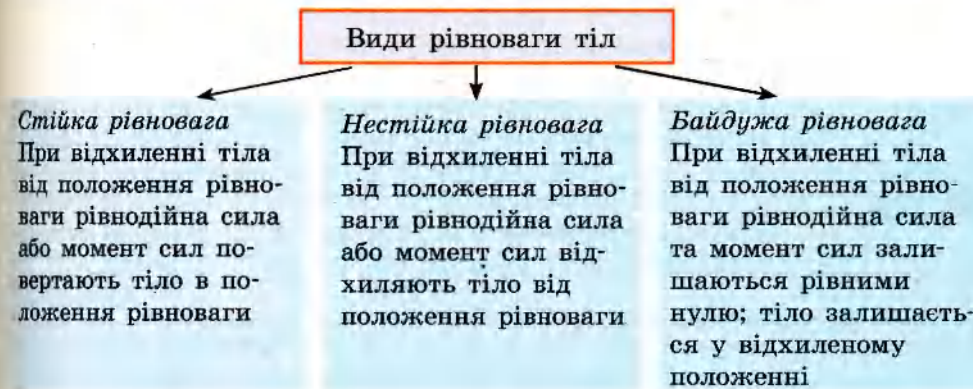 Види рівноваги тіл
Стійка рівновага
При відхиленні тіла
від положення рівно-
ваги рівнодійна сила
або момент сил по-
вертають тіло в по-
ложення рівноваги
Нестійка рівновага
При відхиленні тіла
від положення рівно-
ваги рівнодійна сила
або момент сил від-
хиляють тіло від
положення рівноваги
Байдужа рівновага
При відхиленні тіла
від положення рівно-
ваги рівнодійна сила
та момент сил зали-
шаються рівними
нулю; тіло залишаєть-
ся у відхиленому
положенні